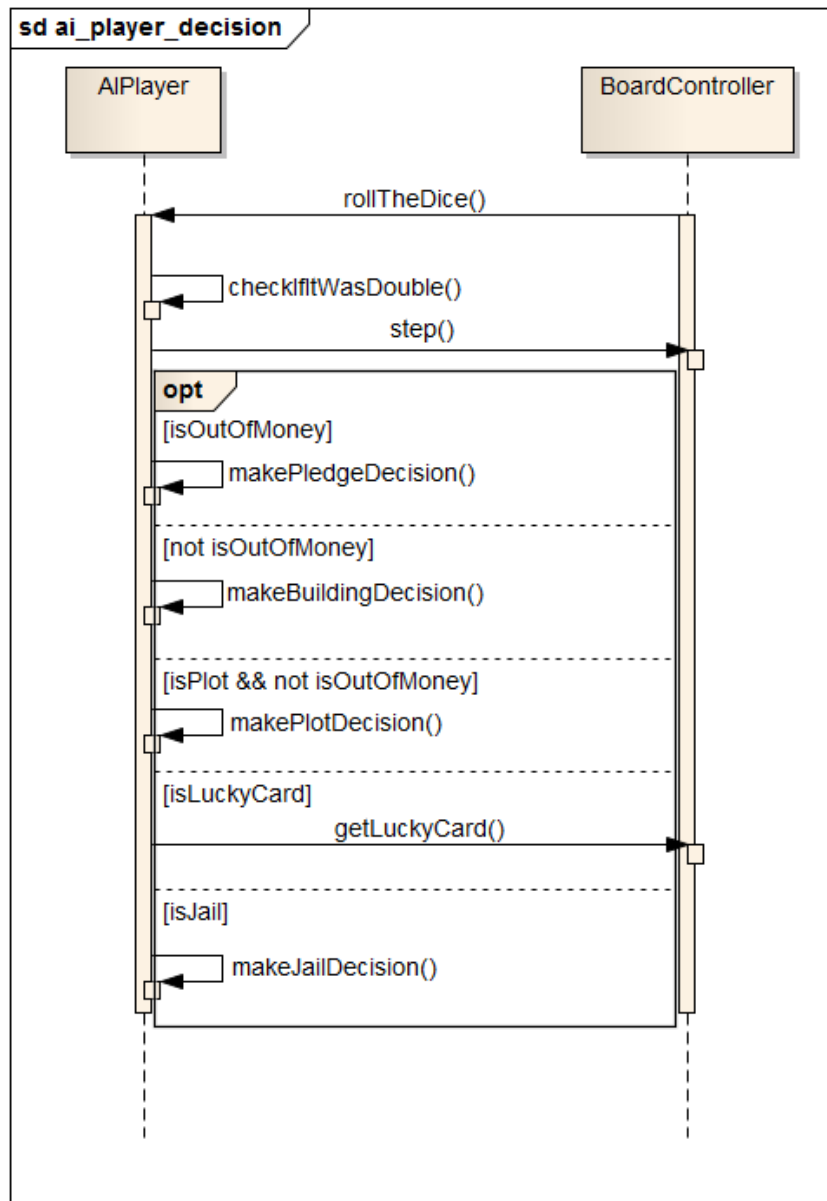 sd ai_player_decision
AIPlayer
BoardController
rollTheDice()
checkIfItWasDouble()
step()
opt
[isOutOfMoney]
makePledgeDecision()
[not isOutOfMoney]
makeBuildingDecision()
[isPlot && not isOutOfMoney]
makePlotDecision()
[isLuckyCard]
getLuckyCard()
[isJail]
makeJailDecision()